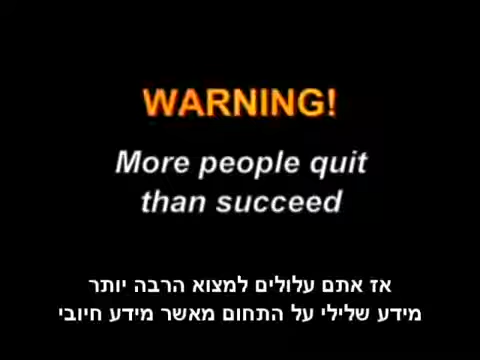 WARNING!
More people quit
than succeed
אז אתם עלולים למצוא הרבה יותר
מידע שלילי על התחום מאשר מידע חיובי